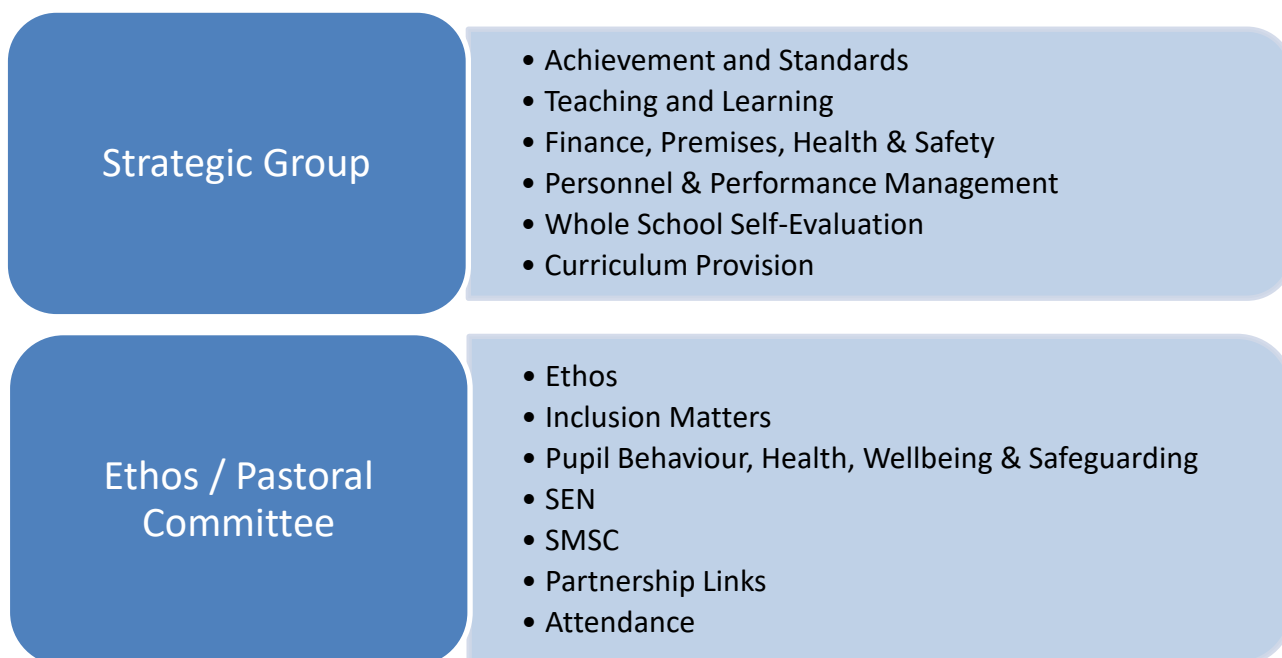 Strategic Group
• Achievement and Standards
• Teaching and Learning
• Finance, Premises, Health & Safety
• Personnel & Performance Management
• Whole School Self-Evaluation
• Curriculum Provision
Ethos / Pastoral
Committee
• Ethos
• Inclusion Matters
• Pupil Behaviour, Health, Wellbeing & Safeguarding
• SEN
• SMSC
• Partnership Links
• Attendance